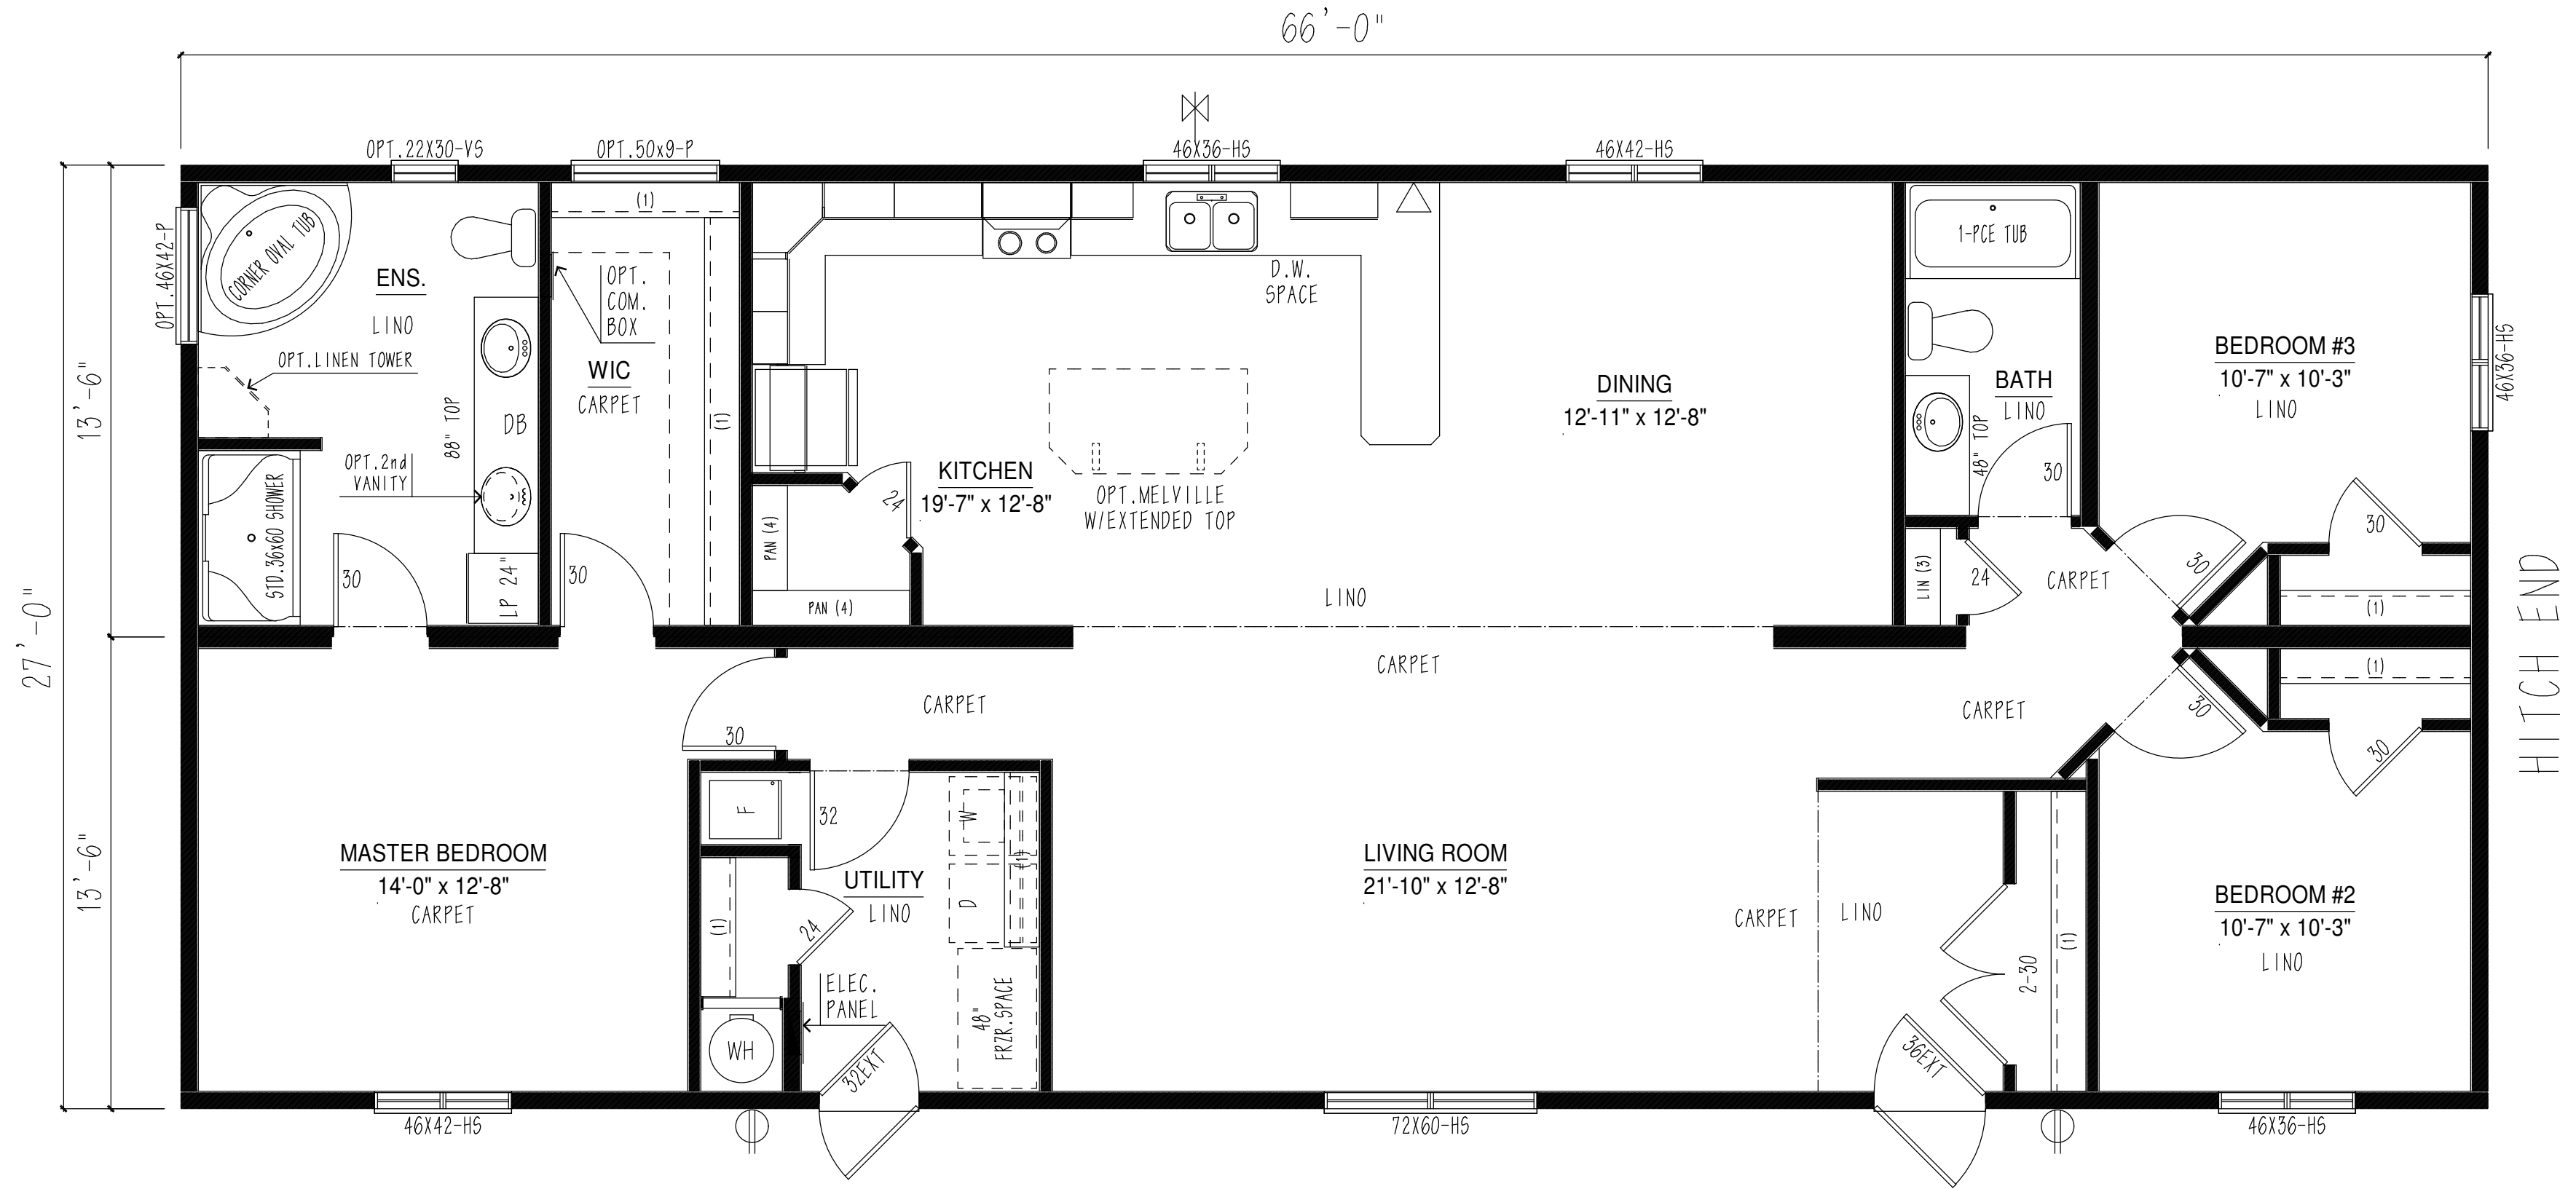 66'-0"
OPT.22X30-VS
OPT.50x9-P
46X36-HS
46X42-HS
OPT.46X42-P
CORNER OVAL TUB
ENS.
LINO
OPT.LINEN TOWER
88" TOP
DB
OPT.2nd
VANITY
STD.36x60 SHOWER
30
LP 24"
(1)
(1)
OPT.
COM.
BOX
WIC
CARPET
30
D.W.
SPACE
KITCHEN
19'-7" x 12'-8"
24
PAN (4)
PAN (4)
OPT.MELVILLE
W/EXTENDED TOP
LINO
DINING
12'-11" x 12'-8"
1-PCE TUB
BATH
LINO
48" TOP
30
LIN (3)
24
CARPET
BEDROOM #3
10'-7" x 10'-3"
LINO
46X36-HS
30
30
(1)
13'-6"
27'-0"
13'-6"
HITCH END
CARPET
CARPET
CARPET
30
(1)
30
30
MASTER BEDROOM
14'-0" x 12'-8"
CARPET
F
32
W
(1)
D
UTILITY
LINO
(1)
24
ELEC.
PANEL
48"
FRZR.SPACE
WH
32EXT
LIVING ROOM
21'-10" x 12'-8"
CARPET
LINO
2-30
(1)
36EXT
BEDROOM #2
10'-7" x 10'-3"
LINO
46X42-HS
72X60-HS
46X36-HS